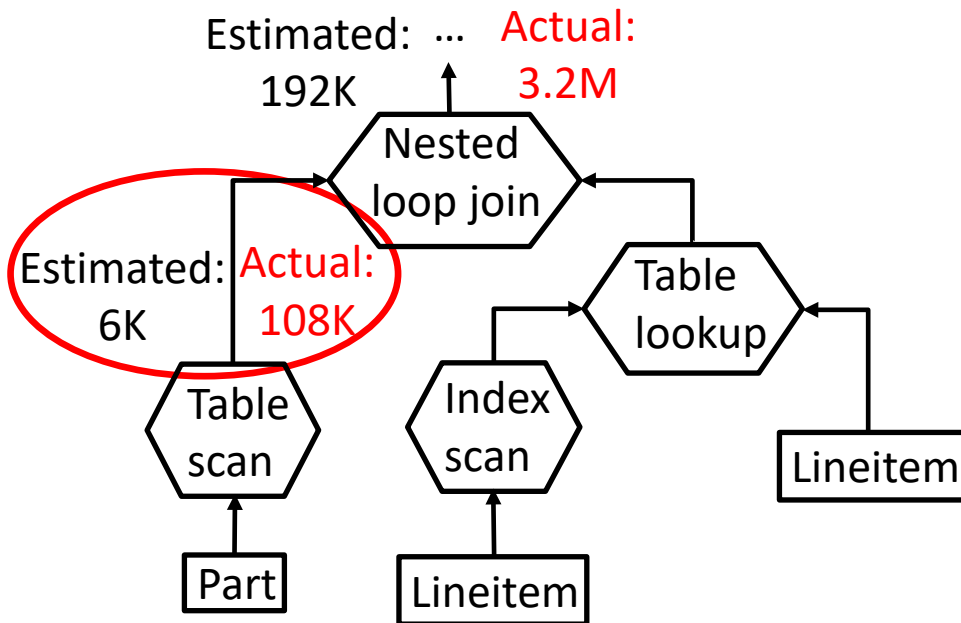 Estimated: ... Actual:
192K 3.2M
Nested
loop join
Estimated: Actual:
6K 108K
Table
lookup
Table
scan
Index
scan
Lineitem
Part
Lineitem